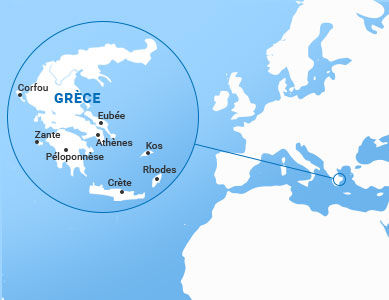 Corfou
GRÈCE
Eubée
Zante
Athènes
Kos
Péloponnèse
Rhodes
Crète